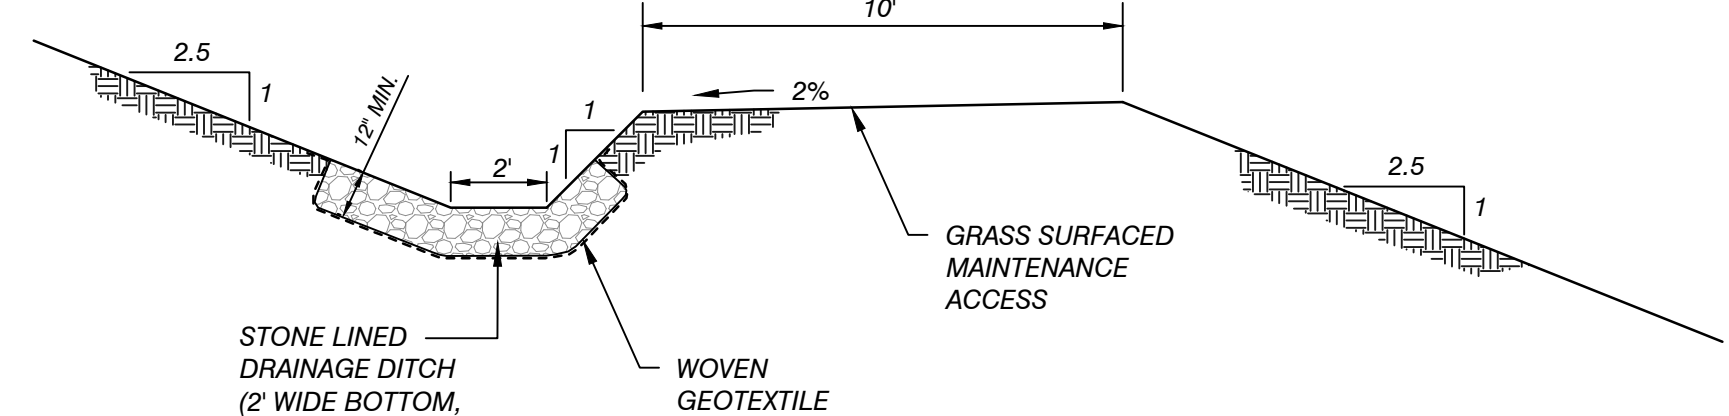 10'
2.5
1
12" MIN.
2'
1
1
2%
2.5
1
GRASS SURFACED
MAINTENANCE
ACCESS
STONE LINED
DRAINAGE DITCH
(2' WIDE BOTTOM,
WOVEN
GEOTEXTILE